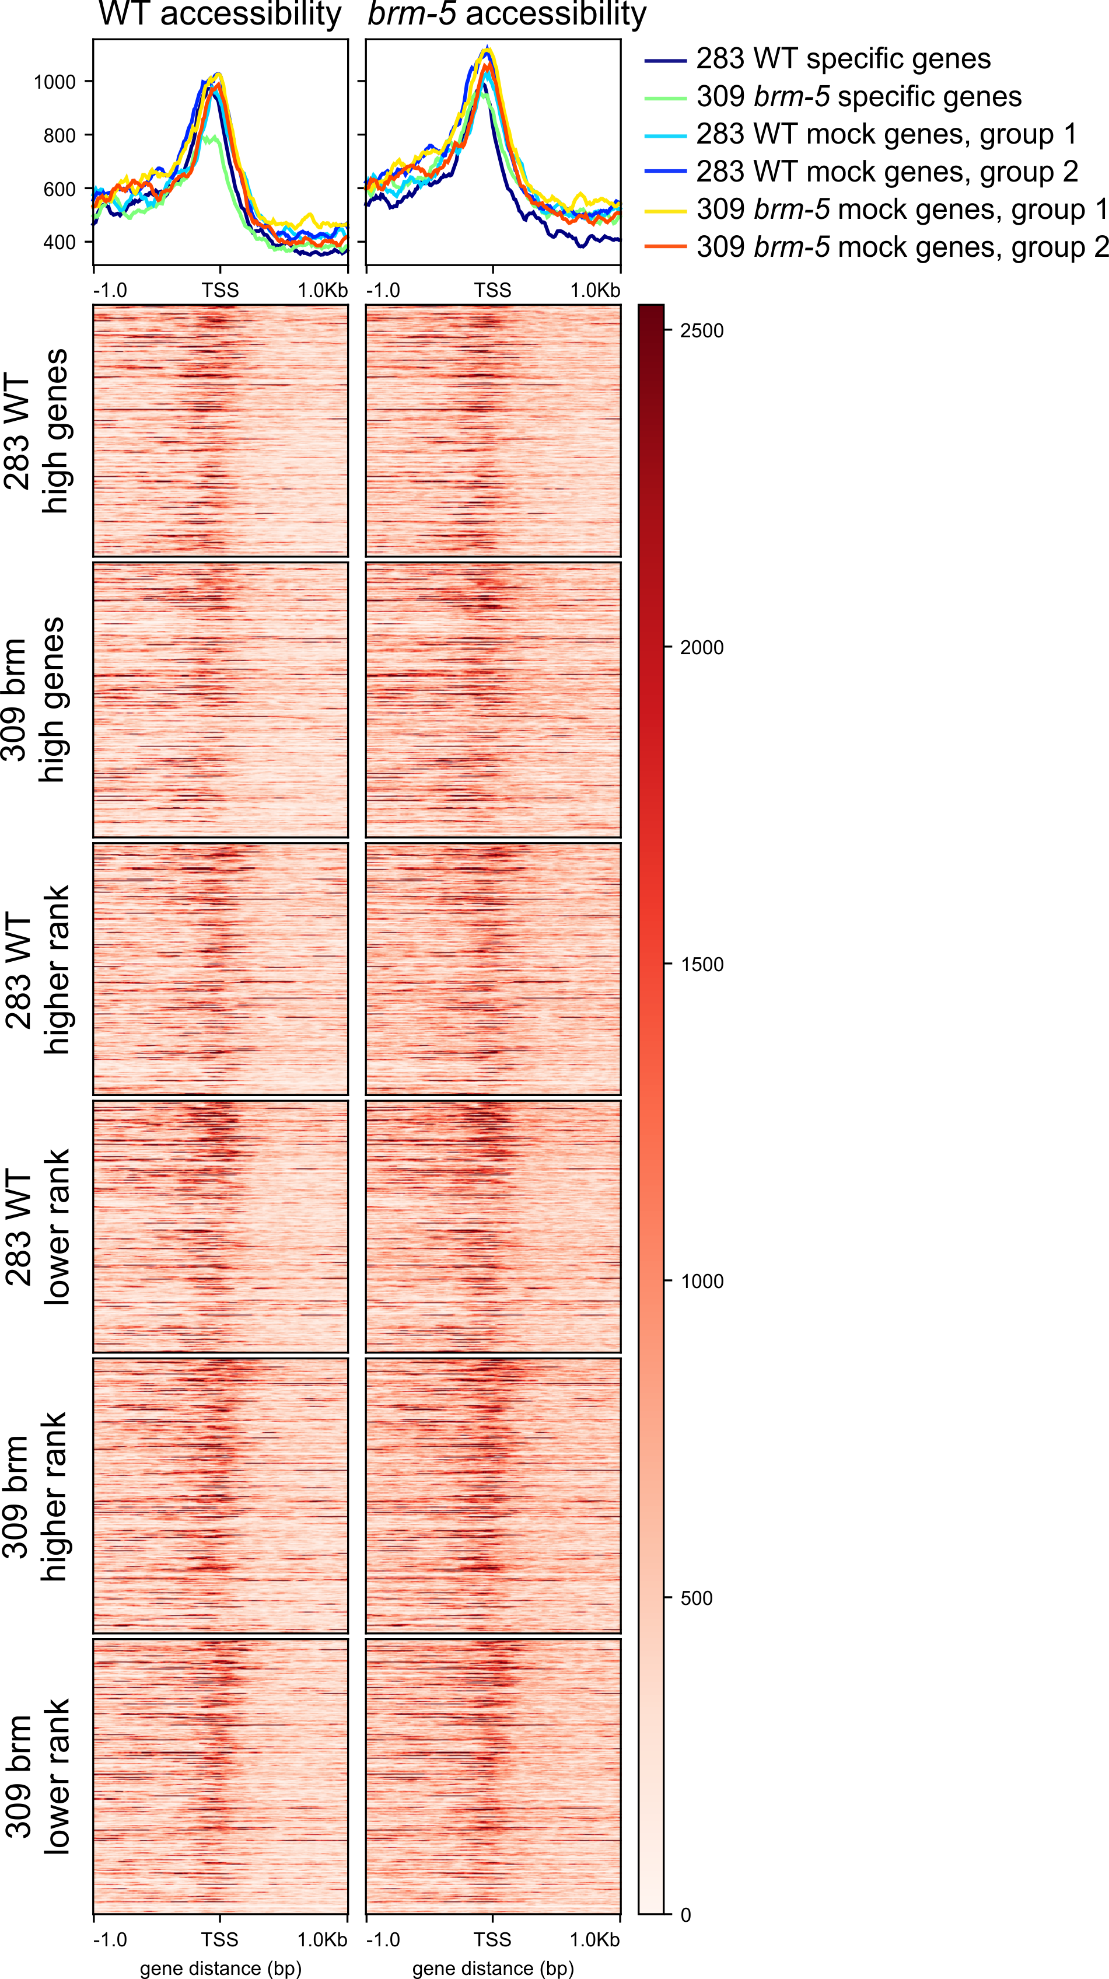 WT accessibility
brm-5 accessibility
1000
800
600
400
-1.0 TSS 1.0Kb
-1.0 TSS 1.0Kb
283 WT specific genes
309 brm-5 specific genes
283 WT mock genes, group 1
283 WT mock genes, group 2
309 brm-5 mock genes, group 1
309 brm-5 mock genes, group 2
283 WT
high genes
309 brm
high genes
283 WT
higher rank
283 WT
lower rank
309 brm
higher rank
309 brm
lower rank
2500
2000
1500
1000
500
0
-1.0 TSS 1.0Kb
-1.0 TSS 1.0Kb
gene distance (bp)
gene distance (bp)